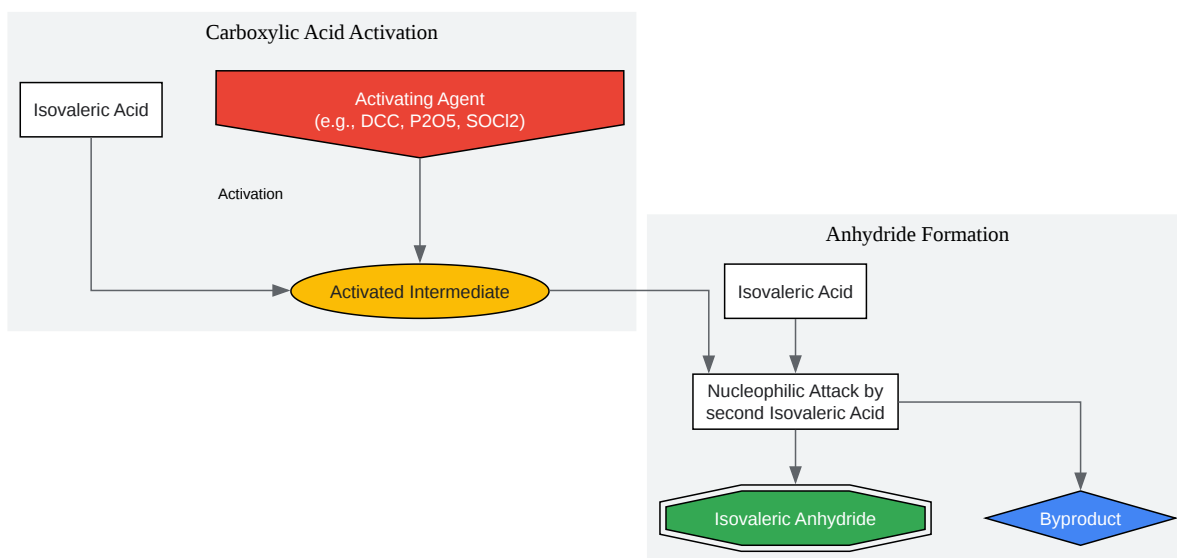 Carboxylic Acid Activation
Isovaleric Acid
Activating Agent
(e.g., DCC, P2O5, SOCl2)
Activation
Activated Intermediate
Anhydride Formation
Isovaleric Acid
Nucleophilic Attack by
second Isovaleric Acid
Isovaleric Anhydride
Byproduct